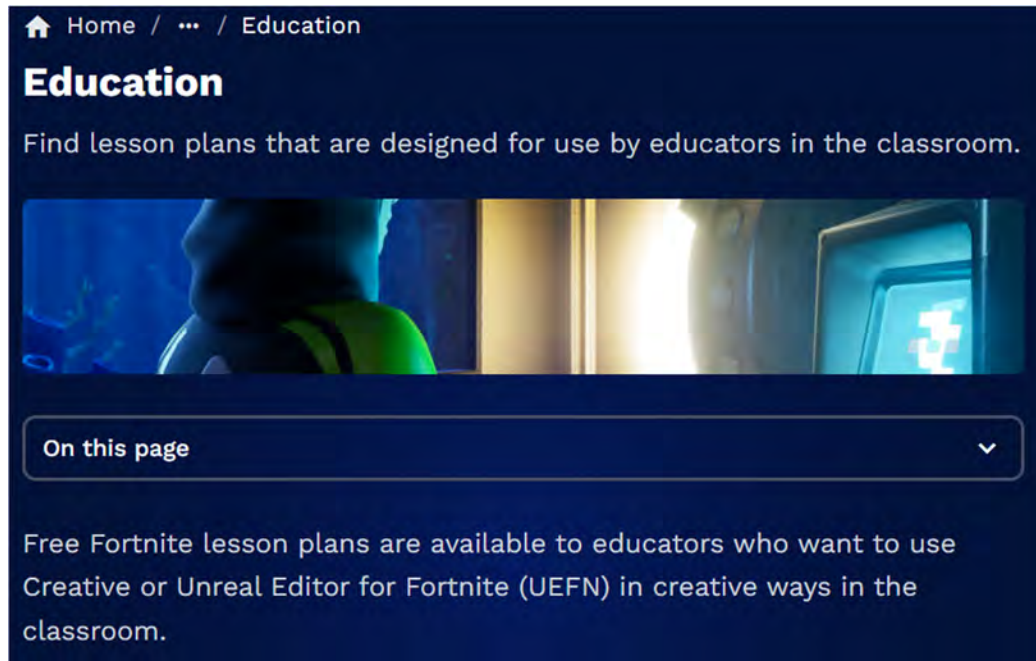 Home / ••• / Education
Education
Find lesson plans that are designed for use by educators in the classroom.
On this page
Free Fortnite lesson plans are available to educators who want to use
Creative or Unreal Editor for Fortnite (UEFN) in creative ways in the
classroom.